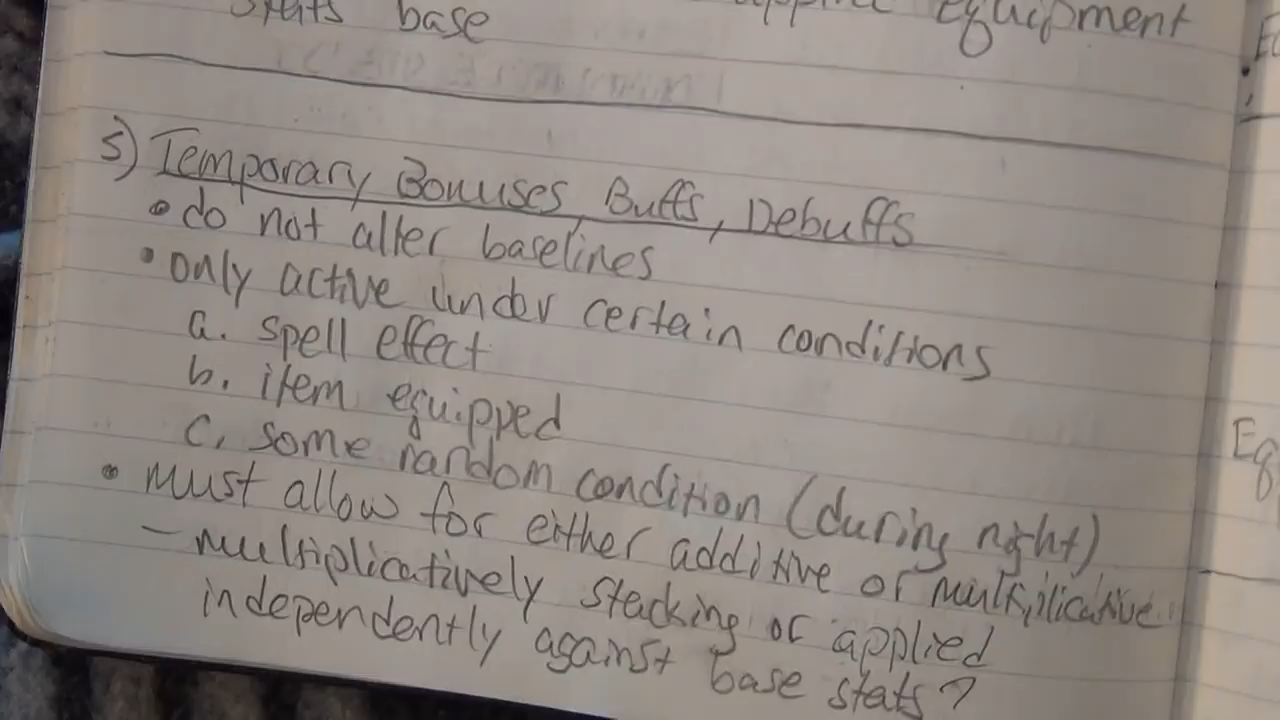 stats base equipment
5) Temporary Bonuses, Buffs, Debuffs
• do not alter baselines
• only active under certain conditions
a. spell effect
b. item equipped
c. some random condition (during night)
• must allow for either additive or multiplicative
- multiplicatively stacking or applied
independently against base stats?